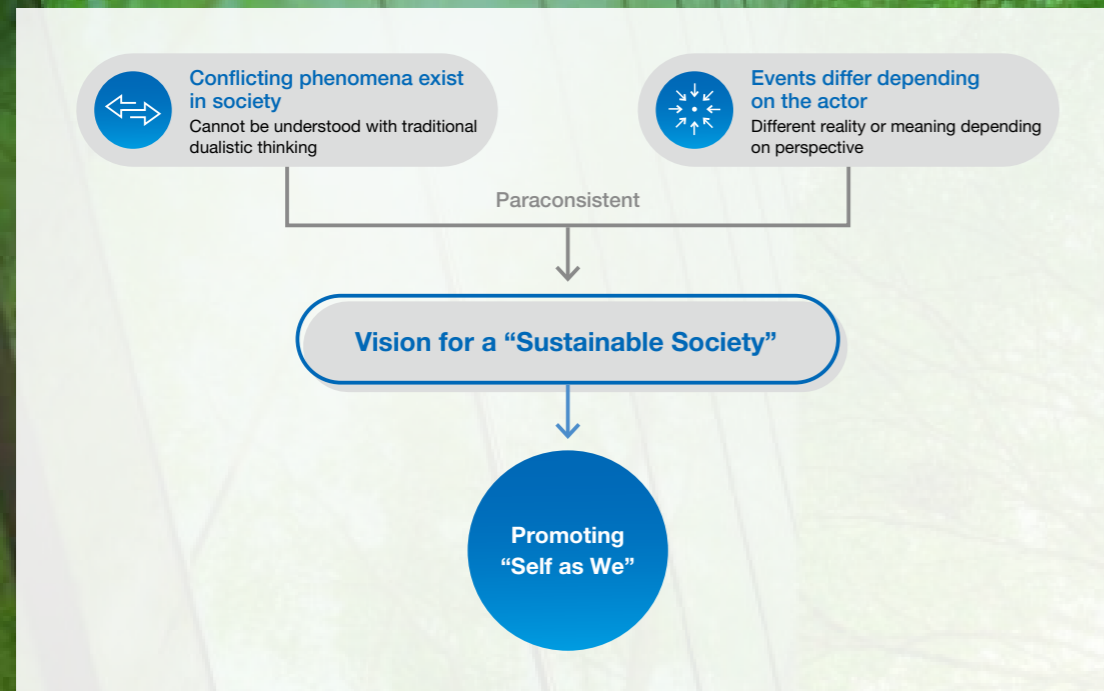 Conflicting phenomena exist
in society
Cannot be understood with traditional
dualistic thinking
Events differ depending
on the actor
Different reality or meaning depending
on perspective
Paraconsistent
Vision for a “Sustainable Society”
Promoting
“Self as We”